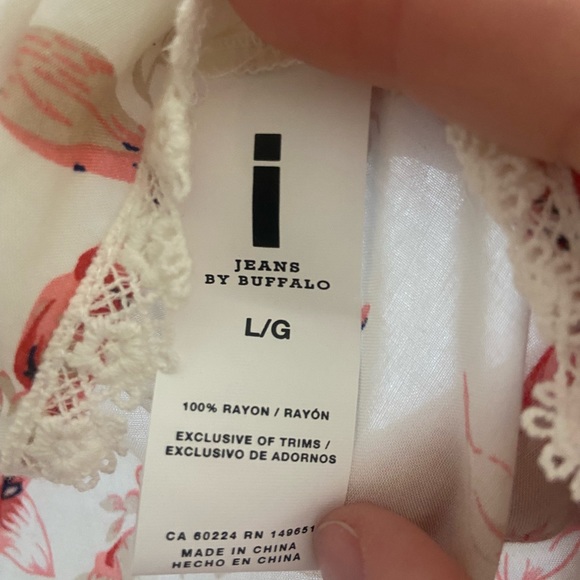 i
JEANS
BY BUFFALO
L/G
100% RAYON / RAYÓN
EXCLUSIVE OF TRIMS /
EXCLUSIVO DE ADORNOS
CA 60224 RN 149651
MADE IN CHINA
HECHO EN CHINA